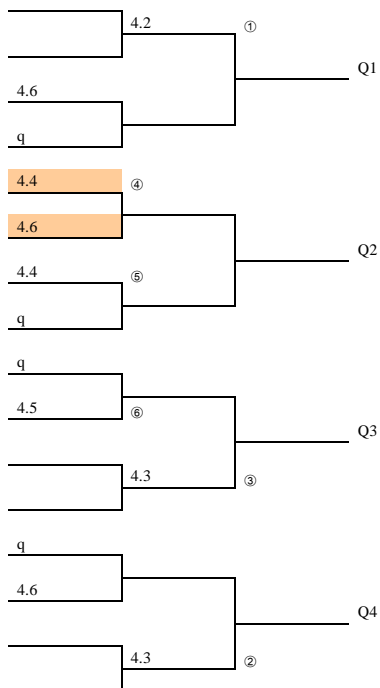 4.2 ①
Q1
4.6
q
4.4 ④
4.6
Q2
4.4 ⑤
q
q
4.5 ⑥
Q3
4.3 ③
q
4.6
Q4
4.3 ②